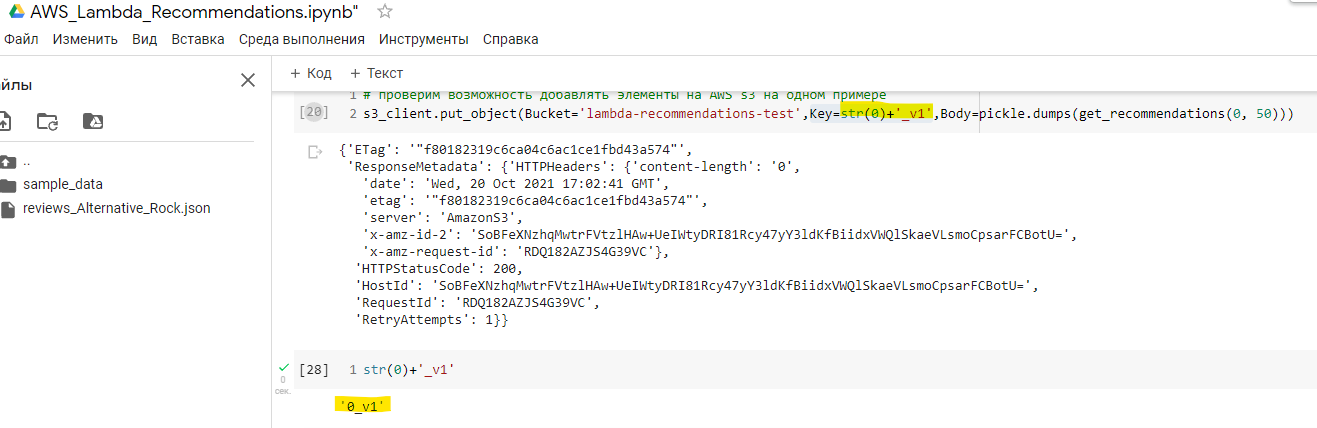 AWS_Lambda_Recommendations.ipynb"
Файл Изменить Вид Вставка Среда выполнения Инструменты Справка
йлы
+ Код + Текст
..
sample_data
reviews_Alternative_Rock.json
1 # проверим возможность добавлять элементы на AWS s3 на одном примере
[20] 2 s3_client.put_object(Bucket='lambda-recommendations-test',Key=str(0)+'_v1',Body=pickle.dumps(get_recommendations(0, 50)))
{'ETag': '"f80182319c6ca04c6ac1ce1fbd43a574"',
'ResponseMetadata': {'HTTPHeaders': {'content-length': '0',
'date': 'Wed, 20 Oct 2021 17:02:41 GMT',
'etag': '"f80182319c6ca04c6ac1ce1fbd43a574"',
'server': 'AmazonS3',
'x-amz-id-2': 'SoBFeXNzhqMwtrFVtzlHAw+UeIWtyDRI81Rcy47yY3ldKfBiidxVWQlSkaeVLsmoCpsarFCBotU=',
'x-amz-request-id': 'RDQ182AZJS4G39VC'},
'HTTPStatusCode': 200,
'HostId': 'SoBFeXNzhqMwtrFVtzlHAw+UeIWtyDRI81Rcy47yY3ldKfBiidxVWQlSkaeVLsmoCpsarFCBotU=',
'RequestId': 'RDQ182AZJS4G39VC',
'RetryAttempts': 1}}
[28] 1 str(0)+'_v1'
0
сек.
'0_v1'